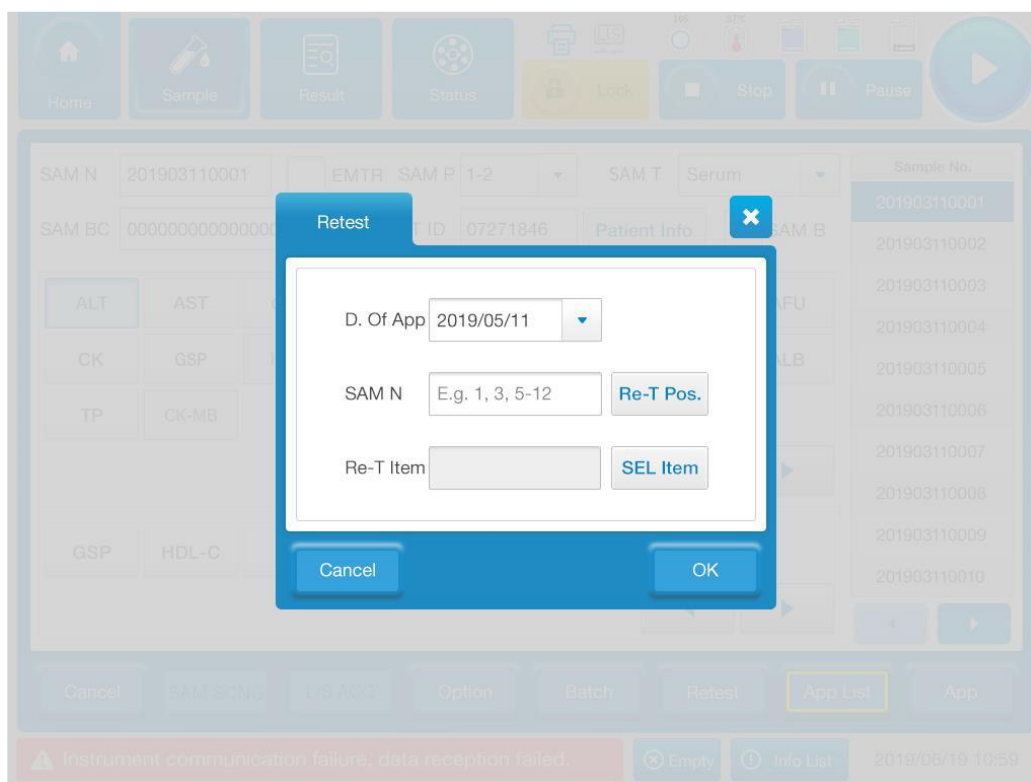 10% 37%
LIS
Home Sample Result Status Lock Stop Pause
SAM N 201903110001 EMTR SAM P 1-2 SAM T Serum Sample No.
201903110001
SAM BC 00000000000000 T ID 07271846 Patient Info SAM B
201903110002
Retest
ALT AST AFU
201903110003
D. Of App 2019/05/11
201903110004
CK GSP ALB
201903110005
SAM N E.g. 1, 3, 5-12 Re-T Pos.
TP CK-MB
201903110006
201903110007
Re-T Item SEL Item
201903110008
GSP HDL-C
201903110009
Cancel OK
201903110010
Cancel Option Batch Retest App List App
Instrument communication failure, data reception failed. Empty Info List 2019/06/19 10:59